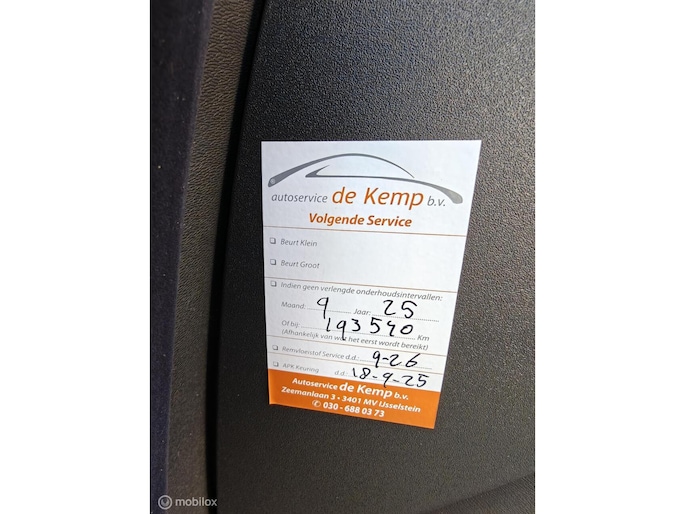 autoservice de Kemp b.v.
Volgende Service
Beurt Klein
Beurt Groot
Indien geen verlengde onderhoudsintervallen:
Maand: 9 Jaar: 25
Of bij: 193590 Km
(Afhankelijk van wat het eerst wordt bereikt)
Remvloeistof Service d.d.: 9-26
APK Keuring d.d.: 18-9-25
Autoservice de Kemp b.v.
Zeemanlaan 3 • 3401 MV IJsselstein
030 - 688 03 73
mobilox